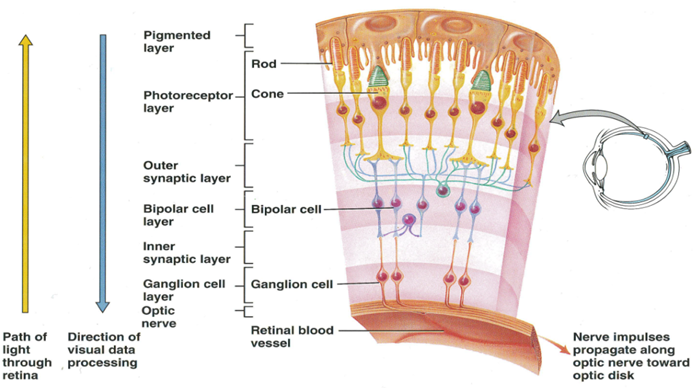 Pigmented
layer
Rod
Photoreceptor
layer
Cone
Outer
synaptic layer
Bipolar cell
layer
Bipolar cell
Inner
synaptic layer
Ganglion cell
layer
Ganglion cell
Optic
nerve
Retinal blood
vessel
Path of
light
through
retina
Direction of
visual data
processing
Nerve impulses
propagate along
optic nerve toward
optic disk